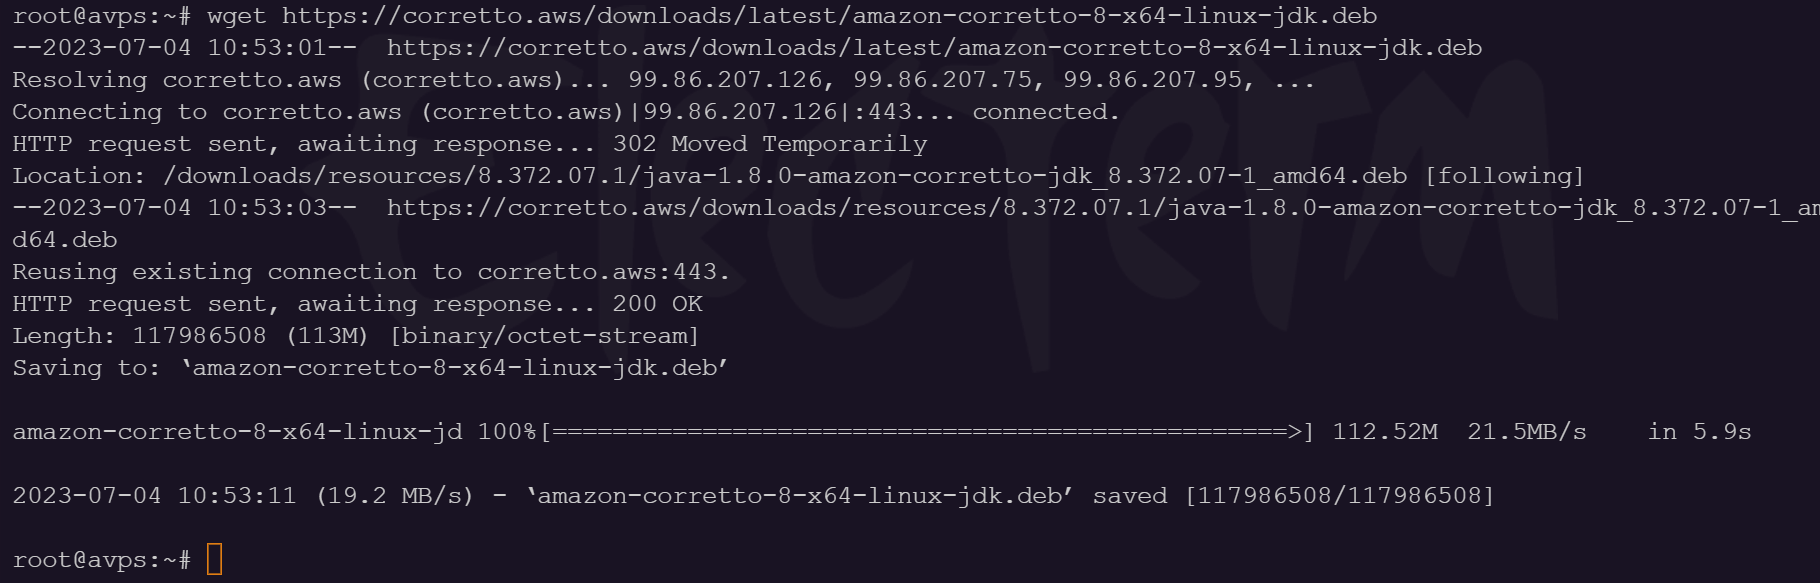 root@avps:~# wget https://corretto.aws/downloads/latest/amazon-corretto-8-x64-linux-jdk.deb
--2023-07-04 10:53:01--  https://corretto.aws/downloads/latest/amazon-corretto-8-x64-linux-jdk.deb
Resolving corretto.aws (corretto.aws)... 99.86.207.126, 99.86.207.75, 99.86.207.95, ...
Connecting to corretto.aws (corretto.aws)|99.86.207.126|:443... connected.
HTTP request sent, awaiting response... 302 Moved Temporarily
Location: /downloads/resources/8.372.07.1/java-1.8.0-amazon-corretto-jdk_8.372.07-1_amd64.deb [following]
--2023-07-04 10:53:03--  https://corretto.aws/downloads/resources/8.372.07.1/java-1.8.0-amazon-corretto-jdk_8.372.07-1_am
d64.deb
Reusing existing connection to corretto.aws:443.
HTTP request sent, awaiting response... 200 OK
Length: 117986508 (113M) [binary/octet-stream]
Saving to: ‘amazon-corretto-8-x64-linux-jdk.deb’
amazon-corretto-8-x64-linux-jd 100%[=================================================>] 112.52M  21.5MB/s    in 5.9s
2023-07-04 10:53:11 (19.2 MB/s) - ‘amazon-corretto-8-x64-linux-jdk.deb’ saved [117986508/117986508]
root@avps:~#
Electerm